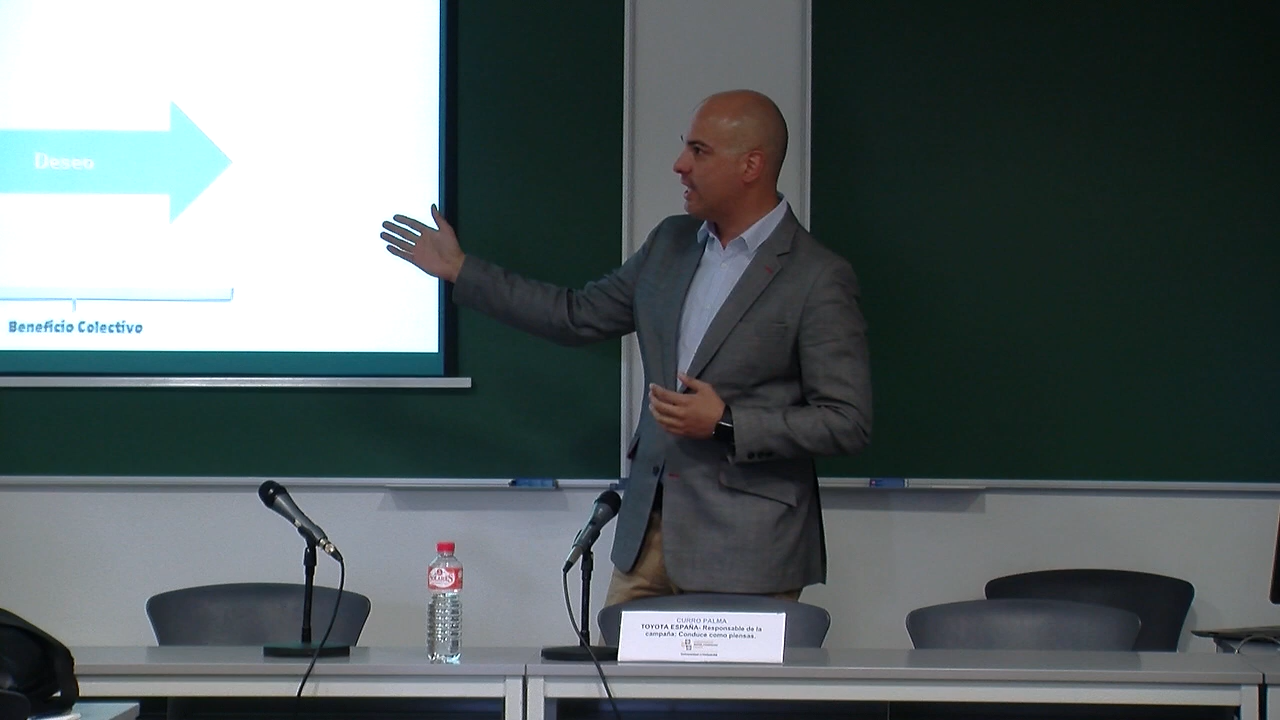 Deseo
Beneficio Colectivo
CURRO PALMA
TOYOTA ESPAÑA: Responsable de la
campaña: Conduce como piensas.